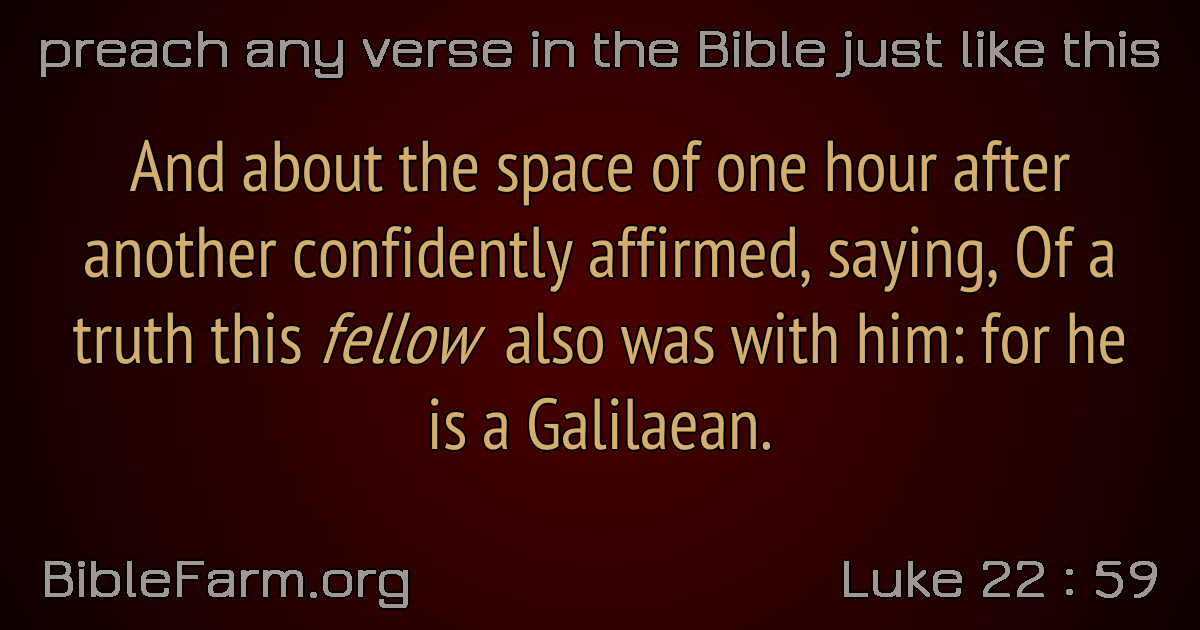 preach any verse in the Bible just like this
And about the space of one hour after
another confidently affirmed, saying, Of a
truth this fellow also was with him: for he
is a Galilaean.
BibleFarm.org
Luke 22 : 59